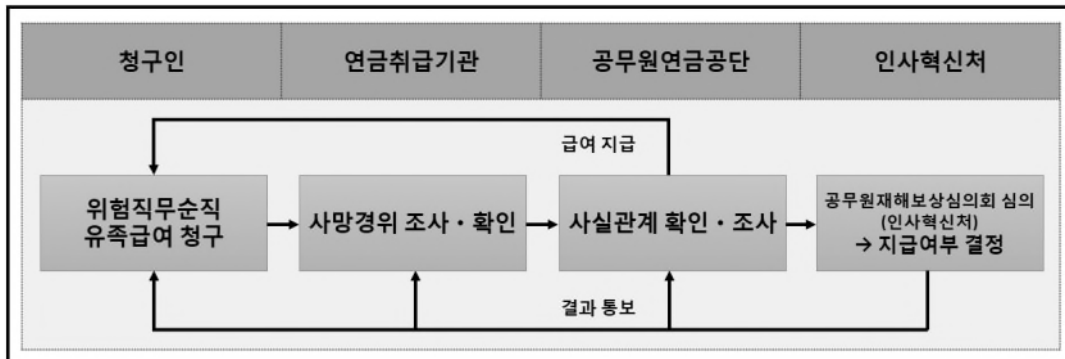 청구인
연금취급기관
공무원연금공단
인사혁신처
급여 지급
위험직무순직
유족급여 청구
사망경위 조사・확인
사실관계 확인・조사
공무원재해보상심의회 심의
(인사혁신처)
→ 지급여부 결정
결과 통보